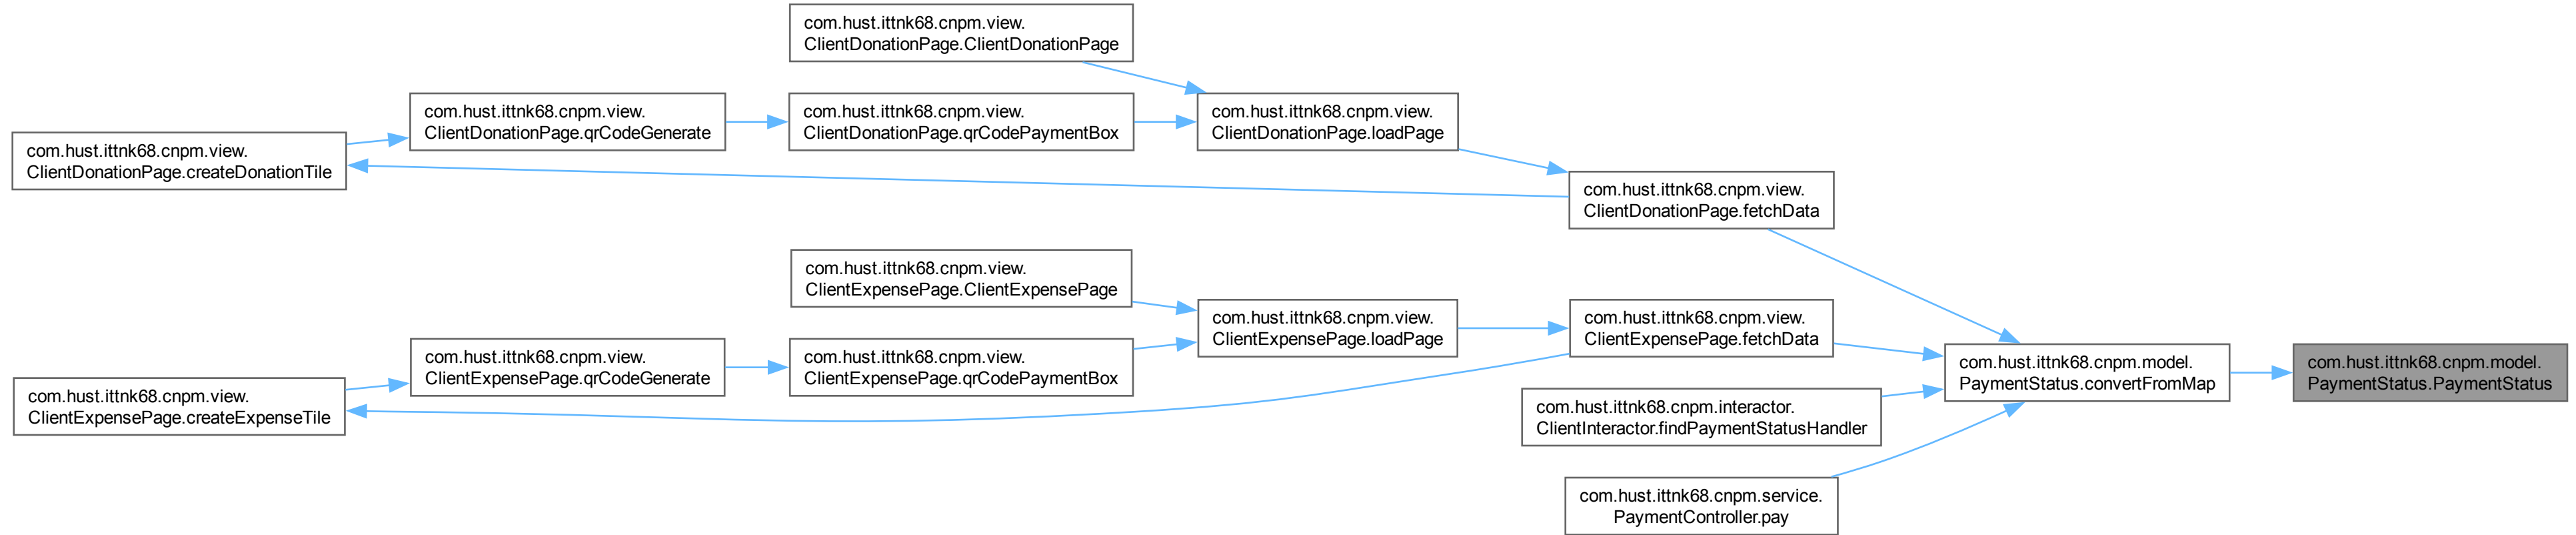 com.hust.ittnk68.cnpm.view.
ClientDonationPage.ClientDonationPage
com.hust.ittnk68.cnpm.view.
ClientDonationPage.qrCodeGenerate
com.hust.ittnk68.cnpm.view.
ClientDonationPage.qrCodePaymentBox
com.hust.ittnk68.cnpm.view.
ClientDonationPage.loadPage
com.hust.ittnk68.cnpm.view.
ClientDonationPage.createDonationTile
com.hust.ittnk68.cnpm.view.
ClientDonationPage.fetchData
com.hust.ittnk68.cnpm.view.
ClientExpensePage.ClientExpensePage
com.hust.ittnk68.cnpm.view.
ClientExpensePage.loadPage
com.hust.ittnk68.cnpm.view.
ClientExpensePage.fetchData
com.hust.ittnk68.cnpm.view.
ClientExpensePage.qrCodeGenerate
com.hust.ittnk68.cnpm.view.
ClientExpensePage.qrCodePaymentBox
com.hust.ittnk68.cnpm.model.
PaymentStatus.convertFromMap
com.hust.ittnk68.cnpm.model.
PaymentStatus.PaymentStatus
com.hust.ittnk68.cnpm.view.
ClientExpensePage.createExpenseTile
com.hust.ittnk68.cnpm.interactor.
ClientInteractor.findPaymentStatusHandler
com.hust.ittnk68.cnpm.service.
PaymentController.pay